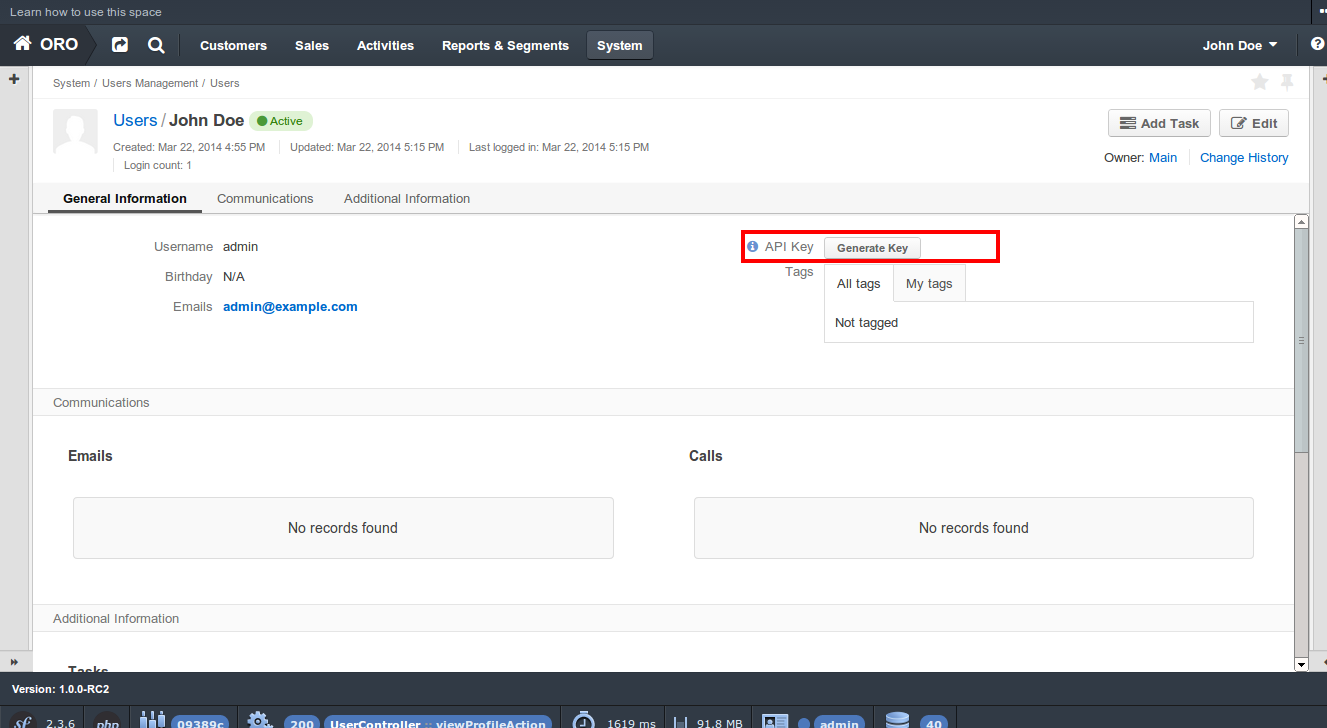 Learn how to use this space
ORO Customers Sales Activities Reports & Segments System John Doe
System / Users Management / Users
Users / John Doe Active
Add Task Edit
Created: Mar 22, 2014 4:55 PM Updated: Mar 22, 2014 5:15 PM Last logged in: Mar 22, 2014 5:15 PM
Owner: Main Change History
Login count: 1
General Information Communications Additional Information
Username admin
API Key Generate Key
Birthday N/A
Tags All tags My tags
Emails admin@example.com
Not tagged
Communications
Emails Calls
No records found No records found
Additional Information
Tasks
Version: 1.0.0-RC2
sf 2.3.6 php 09389c 200 UserController :: viewProfileAction 1619 ms 91.8 MB admin 40